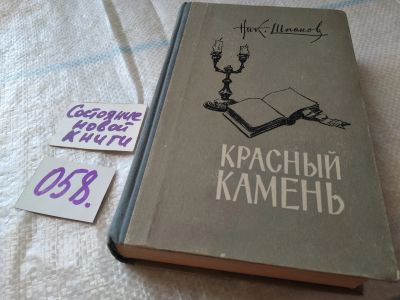 Ник. Шпанов
КРАСНЫЙ
КАМЕНЬ
Состояние
новой
книги
058.